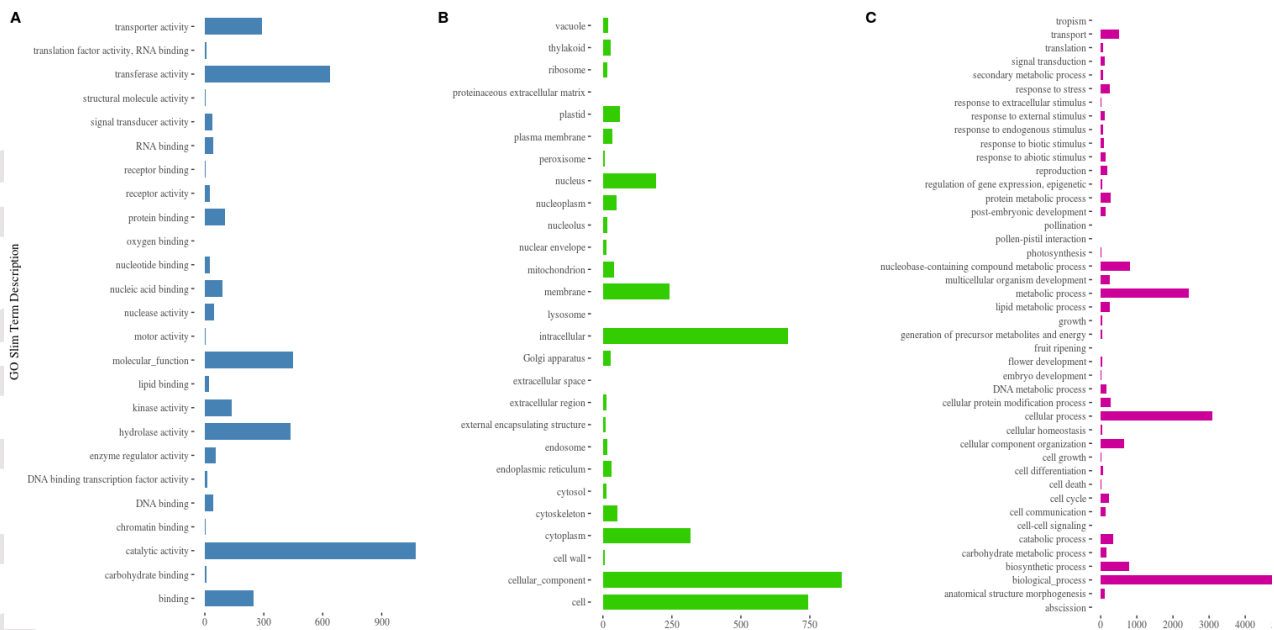 A
GO Slim Term Description
transporter activity
translation factor activity, RNA binding
transferase activity
structural molecule activity
signal transducer activity
RNA binding
receptor binding
receptor activity
protein binding
oxygen binding
nucleotide binding
nucleic acid binding
nuclease activity
motor activity
molecular_function
lipid binding
kinase activity
hydrolase activity
enzyme regulator activity
DNA binding transcription factor activity
DNA binding
chromatin binding
catalytic activity
carbohydrate binding
binding
0 300 600 900
B
vacuole
thylakoid
ribosome
proteinaceous extracellular matrix
plastid
plasma membrane
peroxisome
nucleus
nucleoplasm
nucleolus
nuclear envelope
mitochondrion
membrane
lysosome
intracellular
Golgi apparatus
extracellular space
extracellular region
external encapsulating structure
endosome
endoplasmic reticulum
cytosol
cytoskeleton
cytoplasm
cell wall
cellular_component
cell
0 250 500 750
C
tropism
transport
translation
signal transduction
secondary metabolic process
response to stress
response to extracellular stimulus
response to external stimulus
response to endogenous stimulus
response to biotic stimulus
response to abiotic stimulus
reproduction
regulation of gene expression, epigenetic
protein metabolic process
post-embryonic development
pollination
pollen-pistil interaction
photosynthesis
nucleobase-containing compound metabolic process
multicellular organism development
metabolic process
lipid metabolic process
growth
generation of precursor metabolites and energy
fruit ripening
flower development
embryo development
DNA metabolic process
cellular protein modification process
cellular process
cellular homeostasis
cellular component organization
cell growth
cell differentiation
cell death
cell cycle
cell communication
cell-cell signaling
catabolic process
carbohydrate metabolic process
biosynthetic process
biological_process
anatomical structure morphogenesis
abscission
0 1000 2000 3000 4000